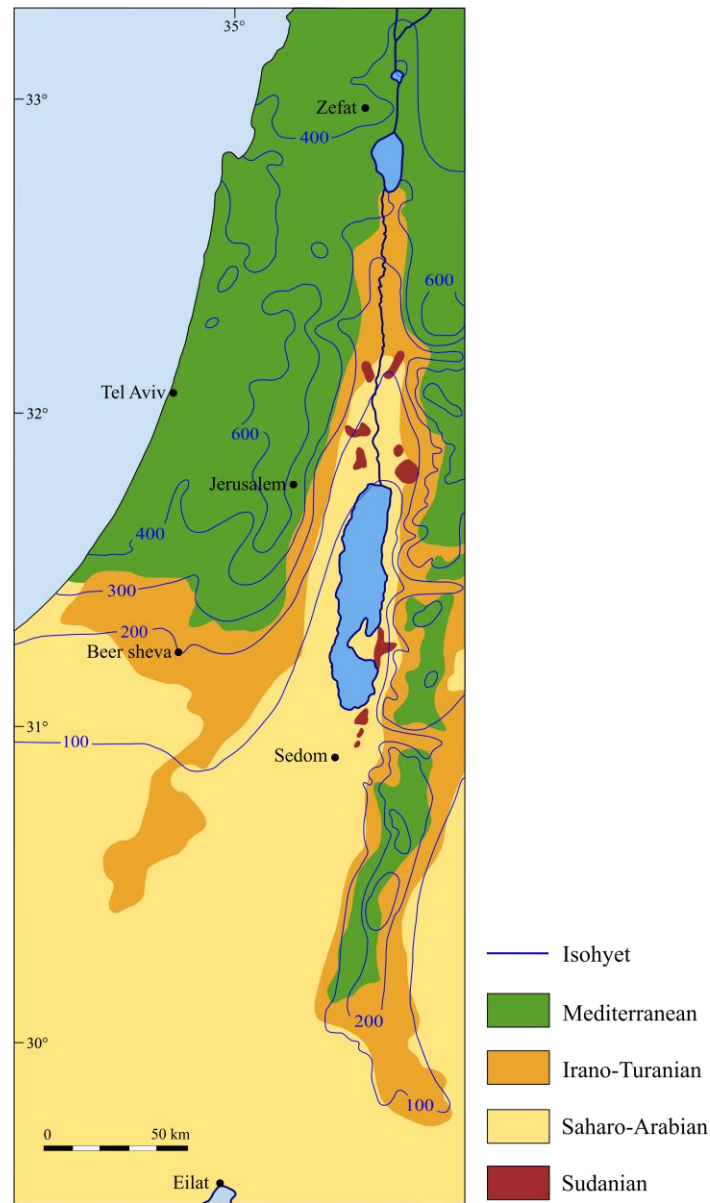 35°
33°
Zefat
400
600
Tel Aviv
32°
600
Jerusalem
400
300
200
Beer sheva
31°
100
Sedom
Isohyet
Mediterranean
200
30°
Irano-Turanian
100
Saharo-Arabian
0 50 km
Eilat
Sudanian